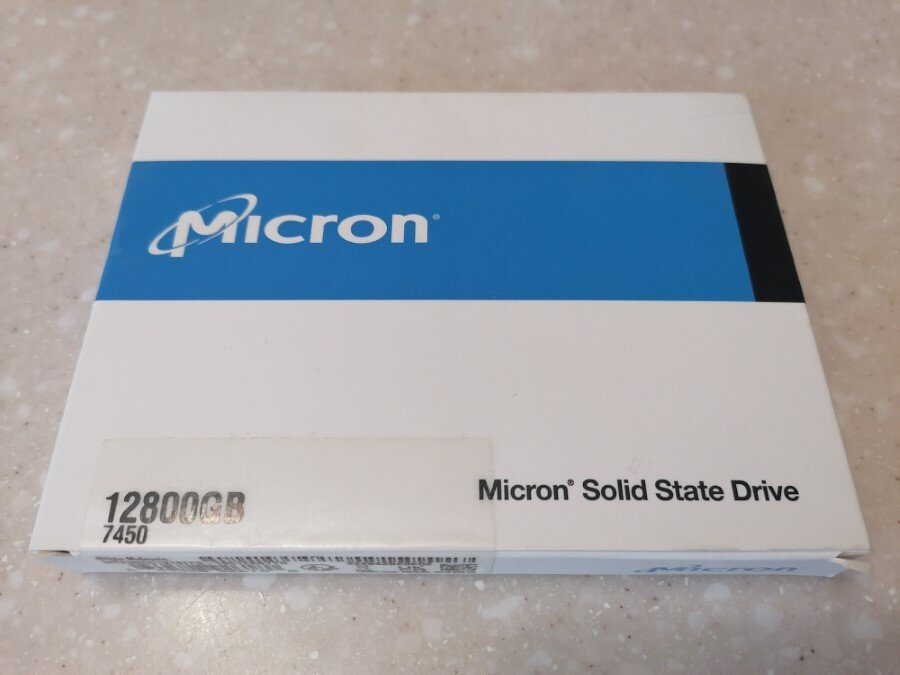 Micron®
Micron® Solid State Drive
12800GB
7450
Micron